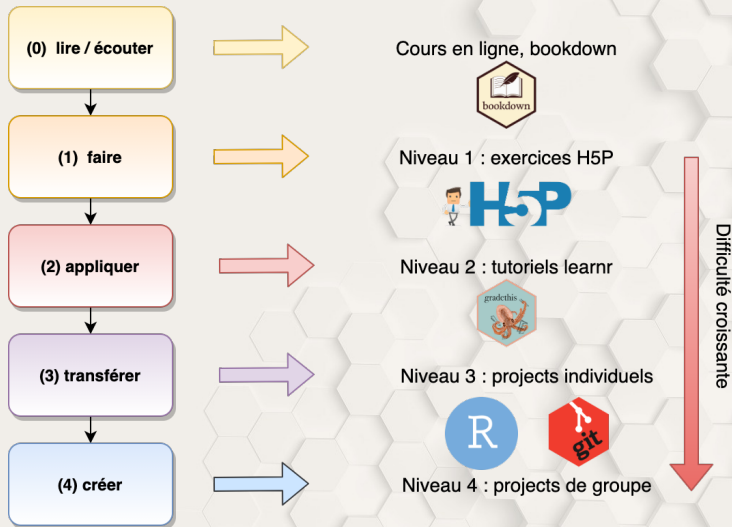 (0) lire / écouter
Cours en ligne, bookdown
bookdown
(1) faire
Niveau 1 : exercices H5P
H5P
(2) appliquer
Niveau 2 : tutoriels learnr
gradethis
(3) transférer
Niveau 3 : projects individuels
R
git
(4) créer
Niveau 4 : projects de groupe
Difficulté croissante